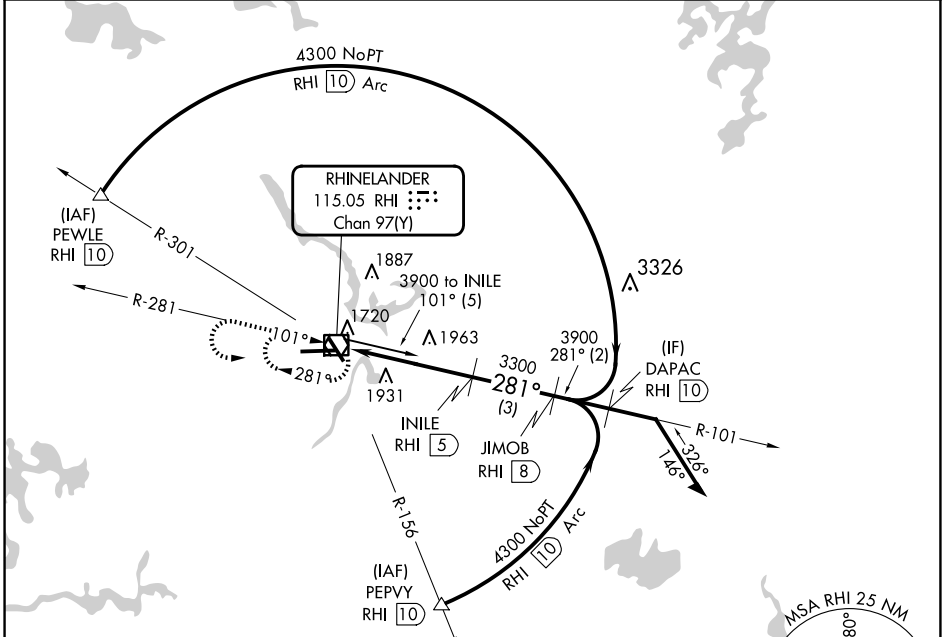 4300 NoPT
RHI 10 Arc
RHINELANDER
115.05 RHI
Chan 97(Y)
(IAF)
PEWLE
RHI 10
R-301
1887
3900 to INILE
101° (5)
3326
R-281
1720
101°
1963
3900
281° (2)
(IF)
DAPAC
RHI 10
281°
1931
3300
281°
(3)
INILE
RHI 5
JIMOB
RHI 8
R-101
326°
146°
R-156
4300 NoPT
RHI 10 Arc
(IAF)
PEPVY
RHI 10
MSA RHI 25 NM